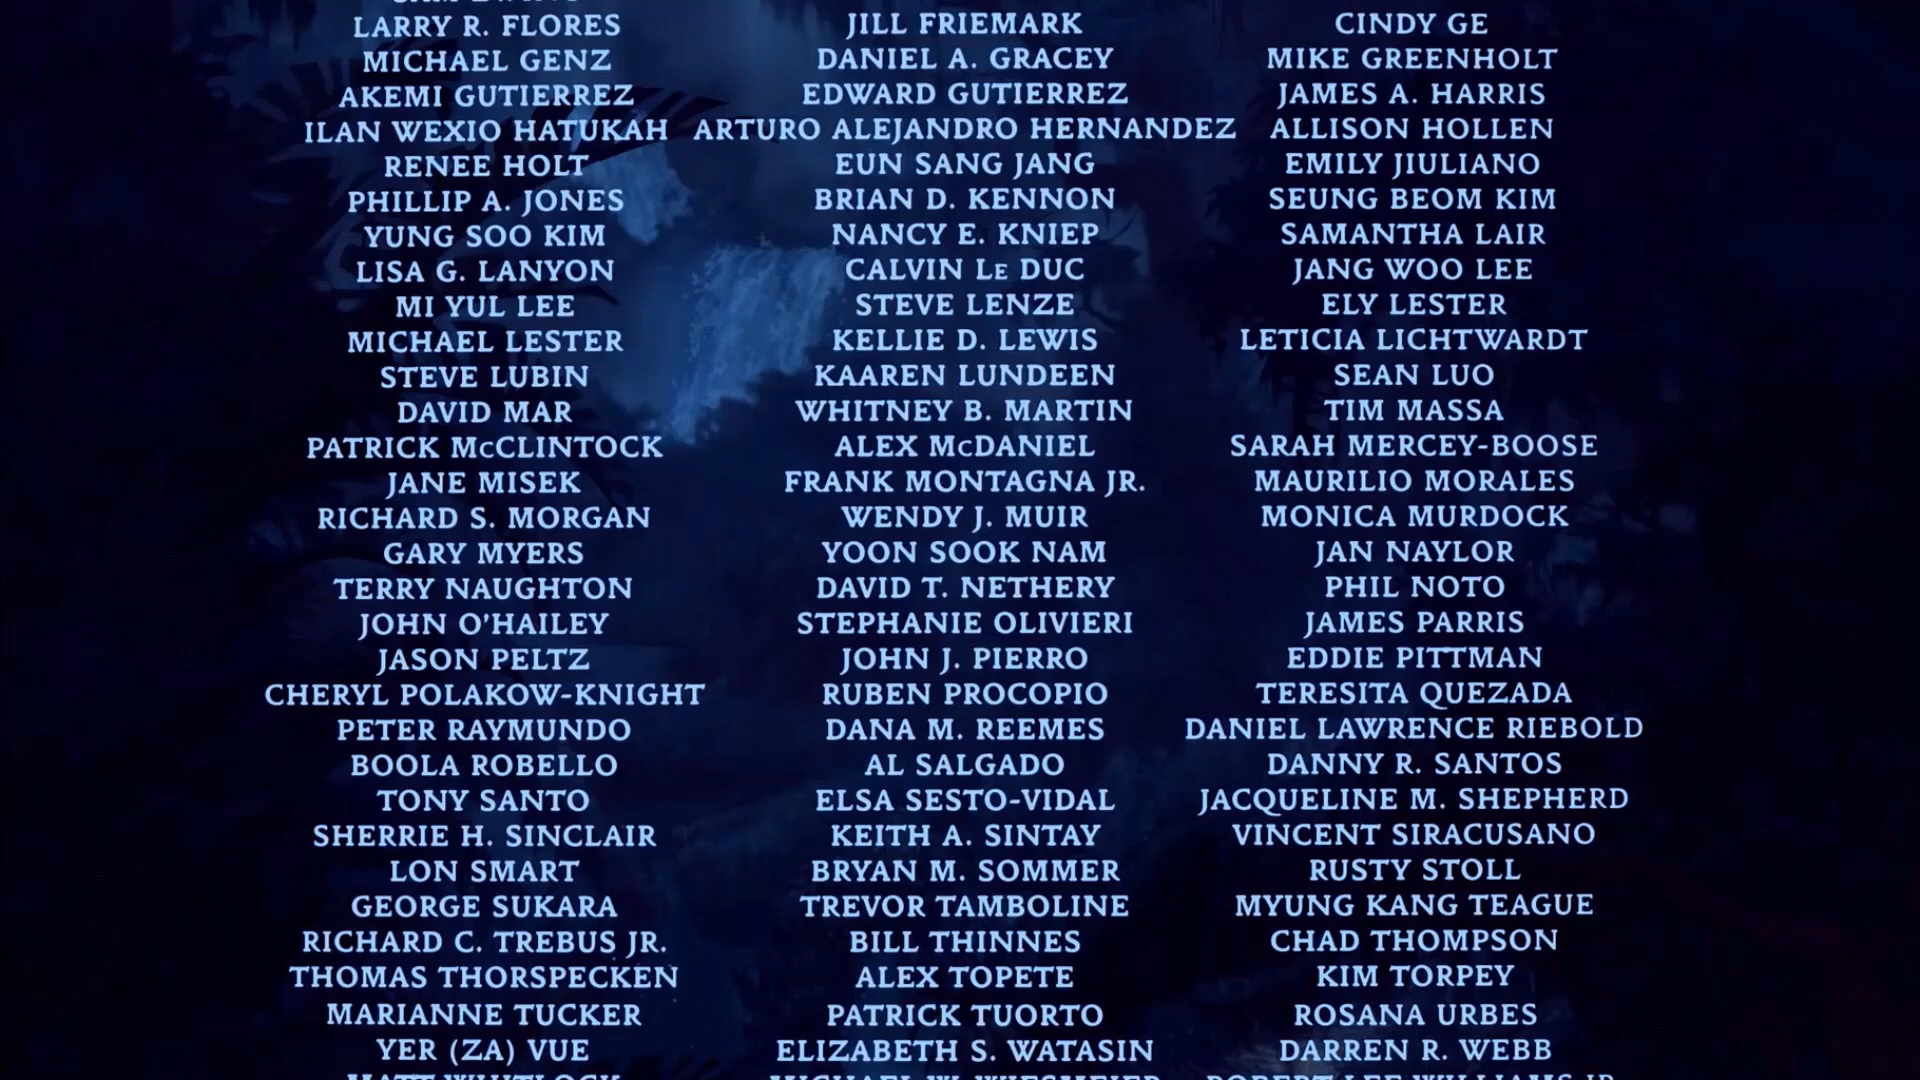 LARRY R. FLORES JILL FRIEMARK CINDY GE
MICHAEL GENZ DANIEL A. GRACEY MIKE GREENHOLT
AKEMI GUTIERREZ EDWARD GUTIERREZ JAMES A. HARRIS
ILAN WEXIO HATUKAH ARTURO ALEJANDRO HERNANDEZ ALLISON HOLLEN
RENEE HOLT EUN SANG JANG EMILY JIULIANO
PHILLIP A. JONES BRIAN D. KENNON SEUNG BEOM KIM
YUNG SOO KIM NANCY E. KNIEP SAMANTHA LAIR
LISA G. LANYON CALVIN LE DUC JANG WOO LEE
MI YUL LEE STEVE LENZE ELY LESTER
MICHAEL LESTER KELLIE D. LEWIS LETICIA LICHTWARDT
STEVE LUBIN KAAREN LUNDEEN SEAN LUO
DAVID MAR WHITNEY B. MARTIN TIM MASSA
PATRICK McCLINTOCK ALEX McDANIEL SARAH MERCEY-BOOSE
JANE MISEK FRANK MONTAGNA JR. MAURILIO MORALES
RICHARD S. MORGAN WENDY J. MUIR MONICA MURDOCK
GARY MYERS YOON SOOK NAM JAN NAYLOR
TERRY NAUGHTON DAVID T. NETHERY PHIL NOTO
JOHN O'HAILEY STEPHANIE OLIVIERI JAMES PARRIS
JASON PELTZ JOHN J. PIERRO EDDIE PITTMAN
CHERYL POLAKOW-KNIGHT RUBEN PROCOPIO TERESITA QUEZADA
PETER RAYMUNDO DANA M. REEMES DANIEL LAWRENCE RIEBOLD
BOOLA ROBELLO AL SALGADO DANNY R. SANTOS
TONY SANTO ELSA SESTO-VIDAL JACQUELINE M. SHEPHERD
SHERRIE H. SINCLAIR KEITH A. SINTAY VINCENT SIRACUSANO
LON SMART BRYAN M. SOMMER RUSTY STOLL
GEORGE SUKARA TREVOR TAMBOLINE MYUNG KANG TEAGUE
RICHARD C. TREBUS JR. BILL THINNES CHAD THOMPSON
THOMAS THORSPECKEN ALEX TOPETE KIM TORPEY
MARIANNE TUCKER PATRICK TUORTO ROSANA URBES
YER (ZA) VUE ELIZABETH S. WATASIN DARREN R. WEBB